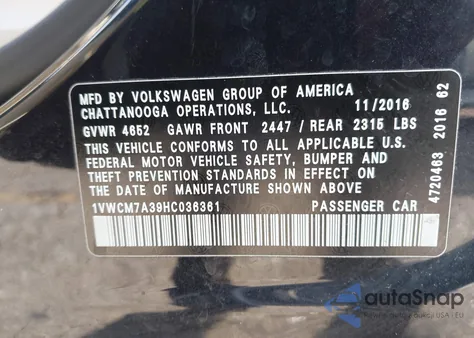 MFD BY VOLKSWAGEN GROUP OF AMERICA
CHATTANOOGA OPERATIONS, LLC. 11/2016
GVWR 4652 GAWR FRONT 2447 / REAR 2315 LBS
THIS VEHICLE CONFORMS TO ALL APPLICABLE U.S.
FEDERAL MOTOR VEHICLE SAFETY, BUMPER AND
THEFT PREVENTION STANDARDS IN EFFECT ON
THE DATE OF MANUFACTURE SHOWN ABOVE.
1VWCM7A39HC036361 PASSENGER CAR
4720463 2016 62
autoSnap